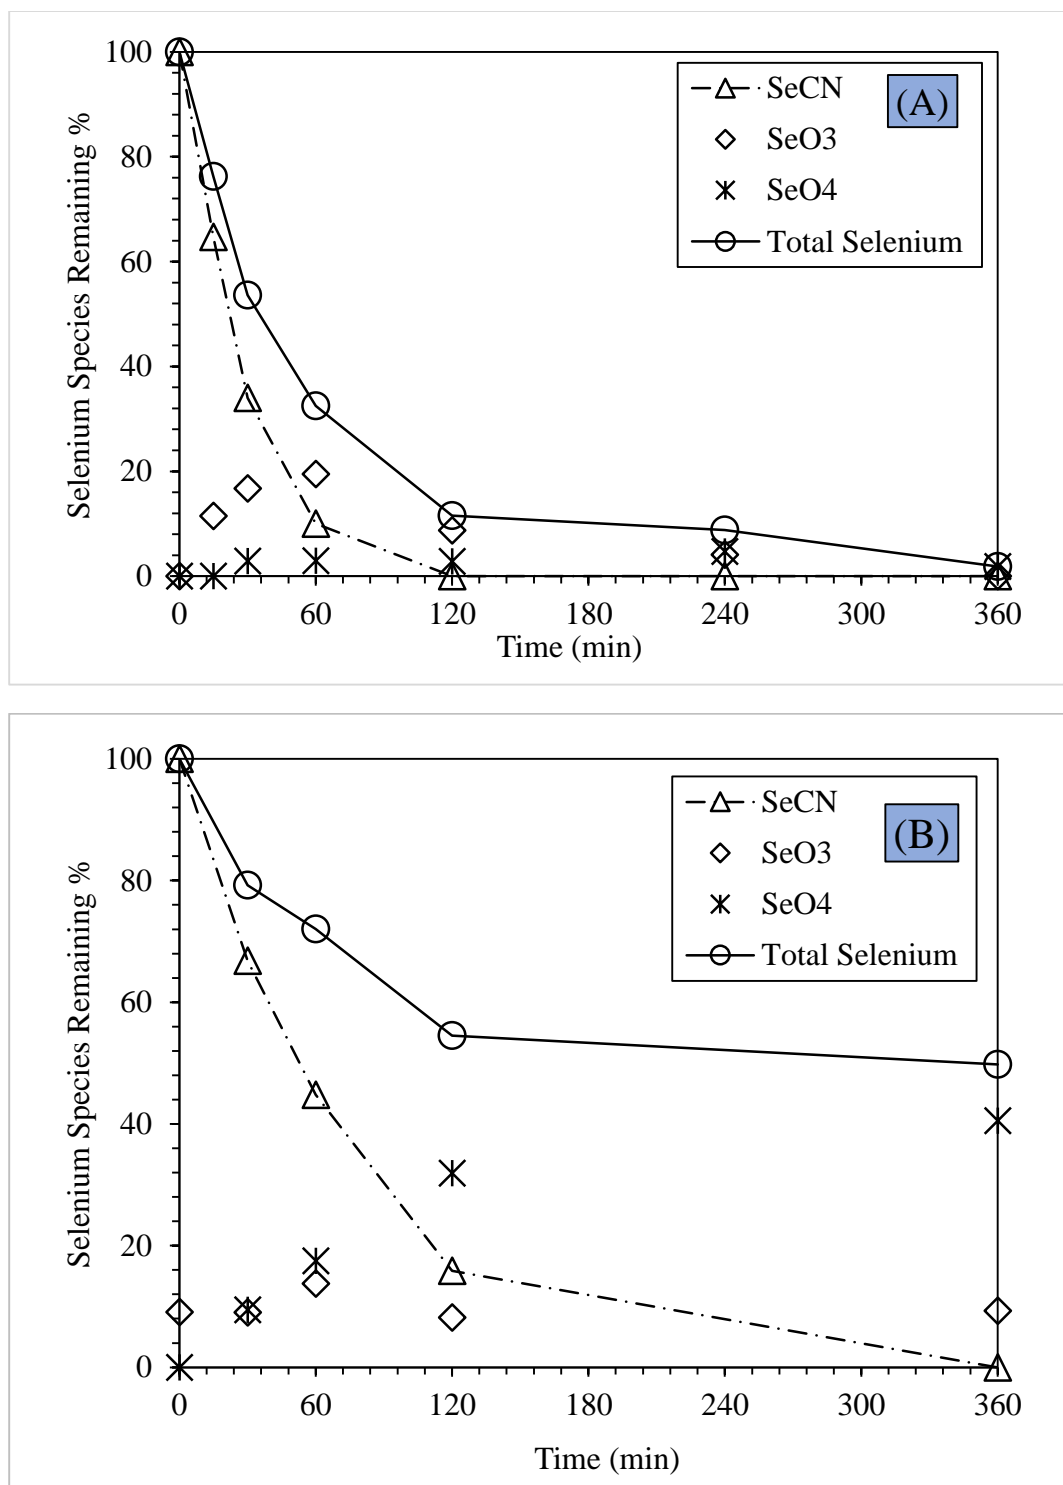 100
80
60
40
20
0
Selenium Species Remaining %
SeCN
SeO3
SeO4
Total Selenium
(A)
0 60 120 180 240 300 360
Time (min)
100
80
60
40
20
0
Selenium Species Remaining %
SeCN
SeO3
SeO4
Total Selenium
(B)
0 60 120 180 240 300 360
Time (min)